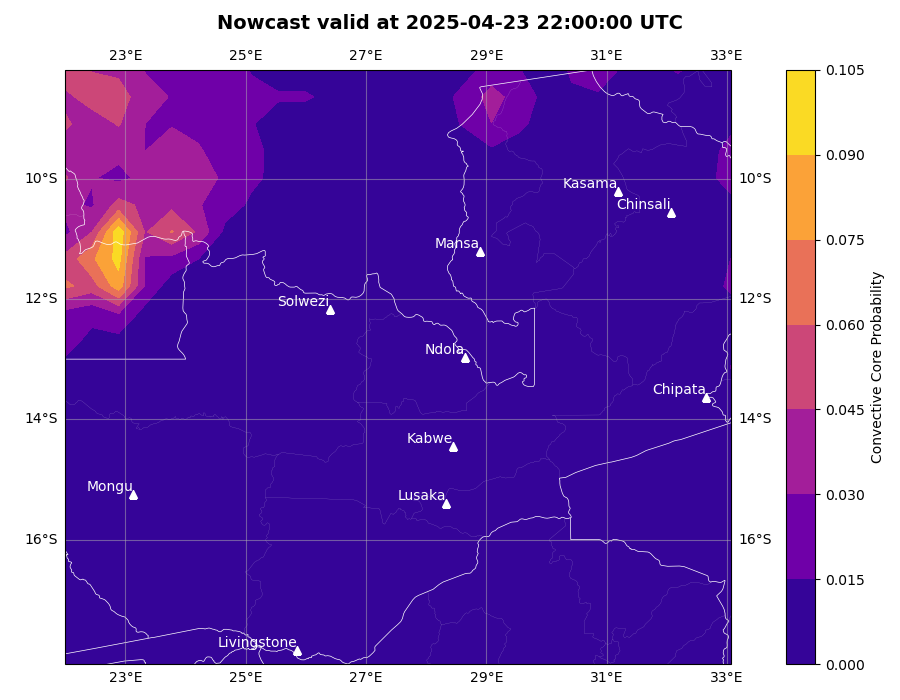 Nowcast valid at 2025-04-23 22:00:00 UTC
23°E 25°E 27°E 29°E 31°E 33°E
0.105
0.090
10°S 10°S
Kasama
Chinsali
Mansa
0.075
12°S 12°S
Solwezi
0.060
Ndola
Chipata
0.045
14°S 14°S
Kabwe
Mongu
Lusaka
0.030
16°S 16°S
0.015
Livingstone
0.000
23°E 25°E 27°E 29°E 31°E 33°E
Convective Core Probability